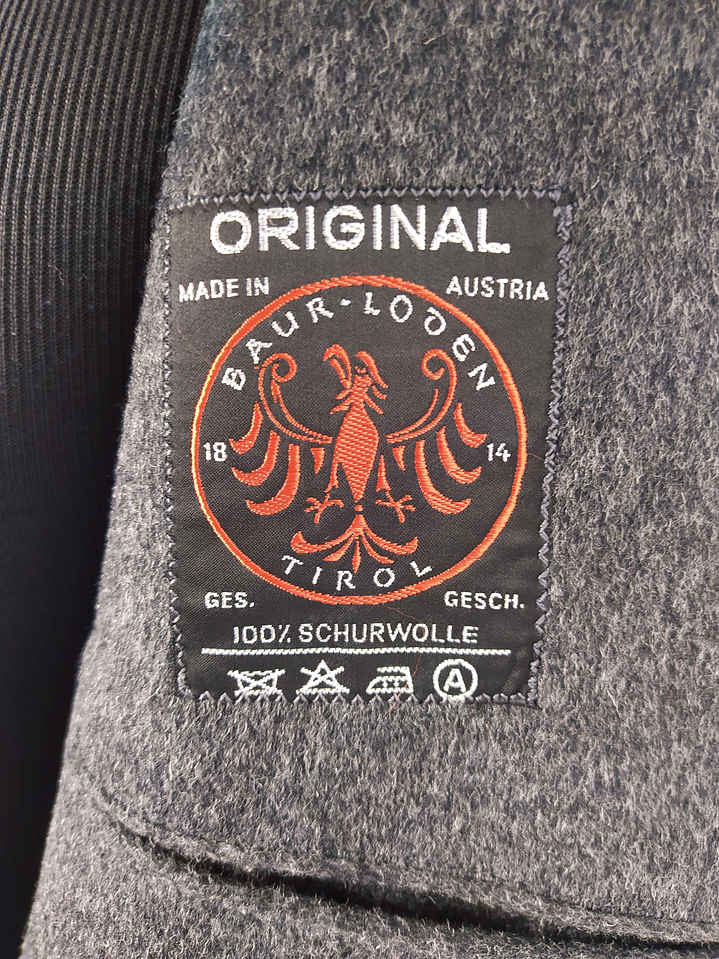 ORIGINAL
MADE IN AUSTRIA
BAUR-LODEN
18 14
TIROL
GES. GESCH.
100% SCHURWOLLE
A